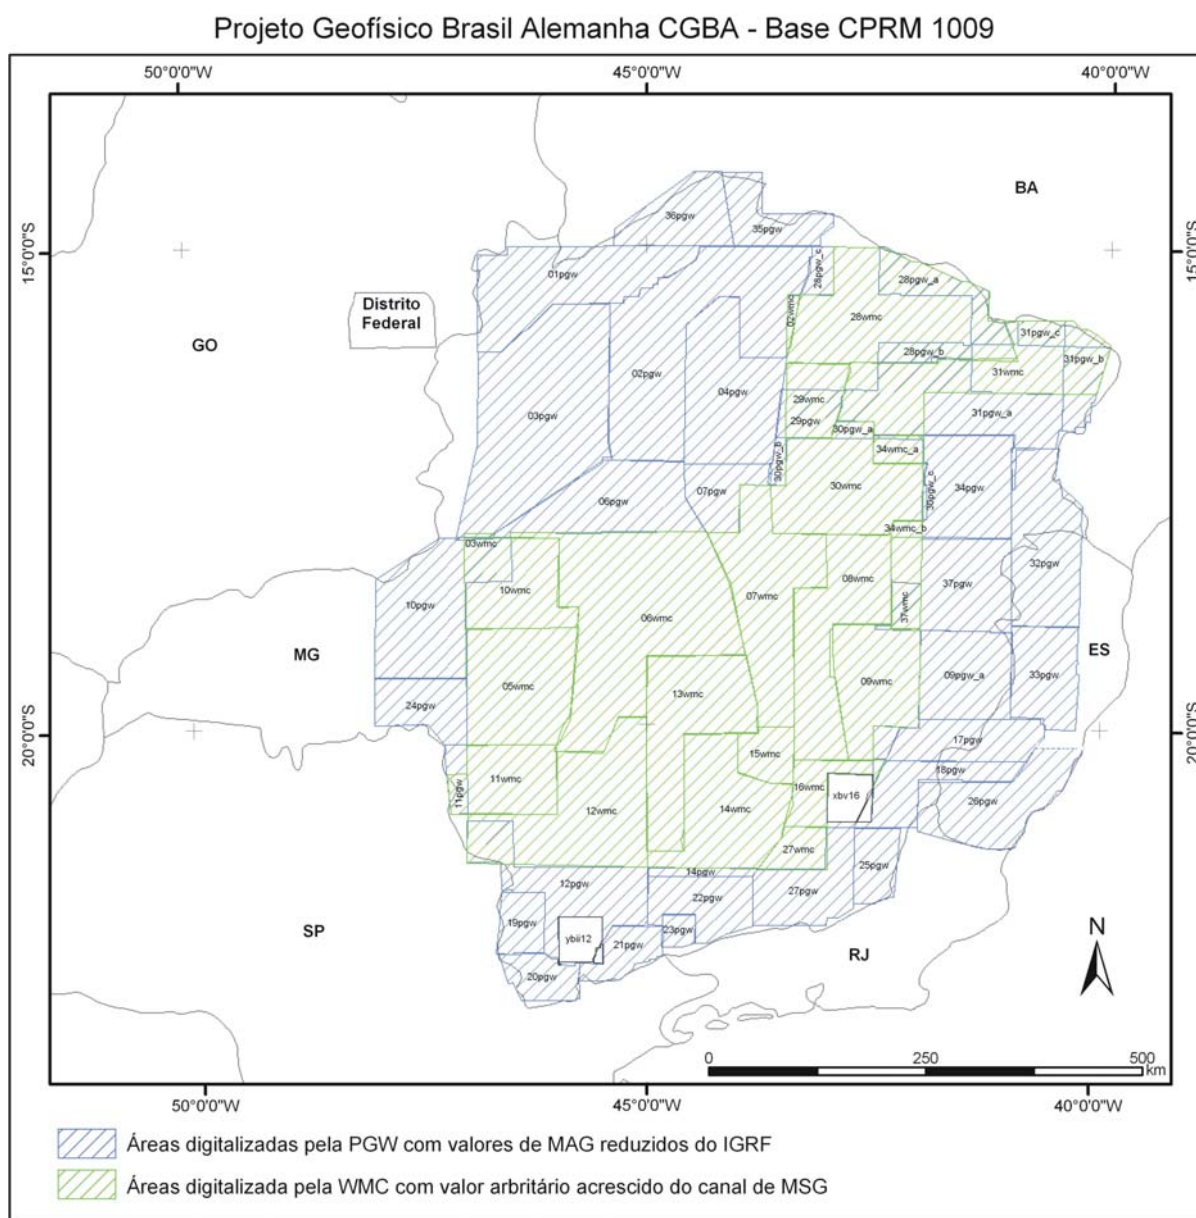 Projeto Geofísico Brasil Alemanha CGBA - Base CPRM 1009
50°0'0"W
45°0'0"W
40°0'0"W
BA
36pgw
35pgw
15°0'0"S
15°0'0"S
01pgw
28pgw_c
28pgw_a
Distrito
Federal
02wmc
28wmc
31pgw_c
GO
28pgw_b
31pgw_b
02pgw
31wmc
04pgw
03pgw
29wmc
29pgw
31pgw_a
30pgw_a
34wmc_a
30pgw_b
06pgw
07pgw
30wmc
30pgw_c
34pgw
34wmc_b
03wmc
32pgw
10pgw
10wmc
08wmc
37pgw
07wmc
37wmc
06wmc
MG
ES
05wmc
13wmc
09wmc
09pgw_a
33pgw
24pgw
20°0'0"S
20°0'0"S
17pgw
15wmc
18pgw
11pgw
11wmc
16wmc
xbv16
26pgw
12wmc
14wmc
27wmc
25pgw
14pgw
12pgw
22pgw
27pgw
19pgw
23pgw
SP
ybii12
21pgw
N
RJ
20pgw
0
250
500
km
50°0'0"W
45°0'0"W
40°0'0"W
Áreas digitalizadas pela PGW com valores de MAG reduzidos do IGRF
Áreas digitalizada pela WMC com valor arbritário acrescido do canal de MSG